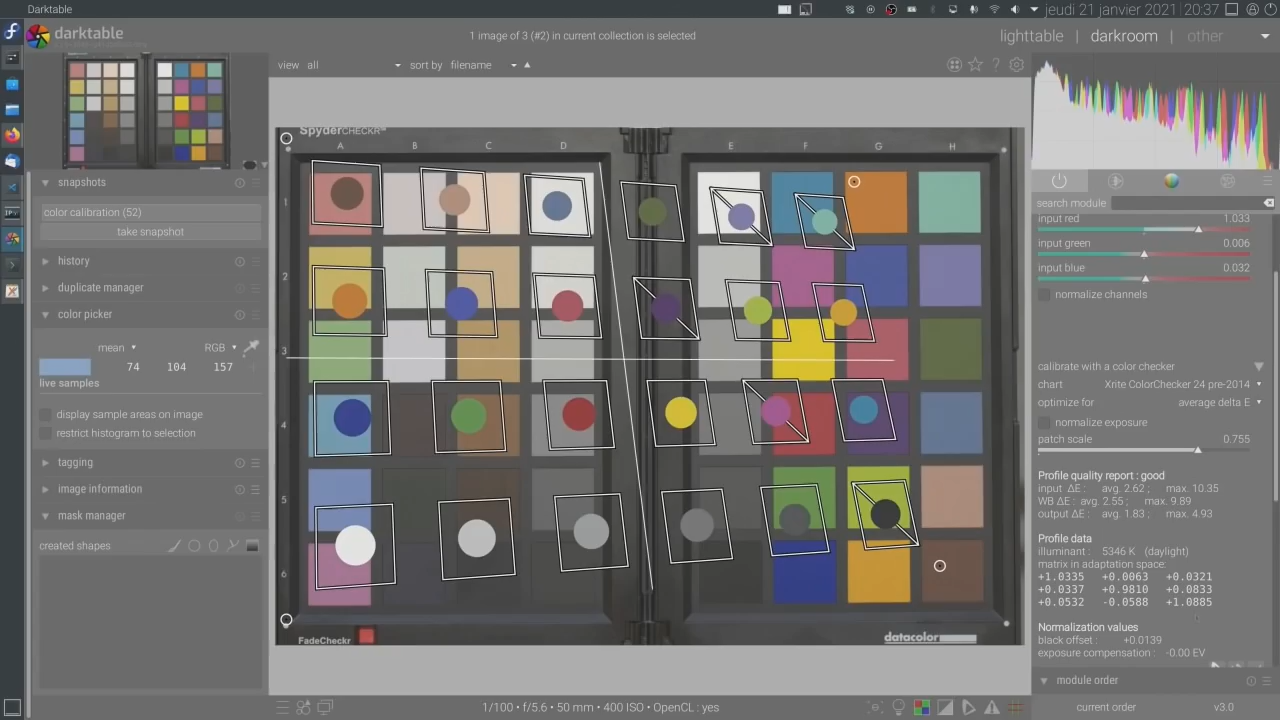 Darktable
jeudi 21 janvier 2021 | 20:37
darktable
1 image of 3 (#2) in current collection is selected
lighttable | darkroom | other
view all sort by filename
SpyderCHECKR™
A B C D E F G H
1
2
3
4
5
6
FadeCheckr
datacolor
snapshots
color calibration (52)
take snapshot
history
duplicate manager
color picker
mean RGB
74 104 157
live samples
display sample areas on image
restrict histogram to selection
tagging
image information
mask manager
created shapes
1/100 • f/5.6 • 50 mm • 400 ISO • OpenCL : yes
search module
input red 1.033
input green 0.006
input blue 0.032
normalize channels
calibrate with a color checker
chart Xrite ColorChecker 24 pre-2014
optimize for average delta E
normalize exposure
patch scale 0.755
Profile quality report : good
input ΔE : avg. 2.62 ; max. 10.35
WB ΔE : avg. 2.55 ; max. 9.89
output ΔE : avg. 1.83 ; max. 4.93
Profile data
illuminant : 5346 K (daylight)
matrix in adaptation space:
+1.0335 +0.0063 +0.0321
+0.0337 +0.9810 +0.0833
+0.0532 -0.0588 +1.0885
Normalization values
black offset : +0.0139
exposure compensation : -0.00 EV
module order
current order v3.0